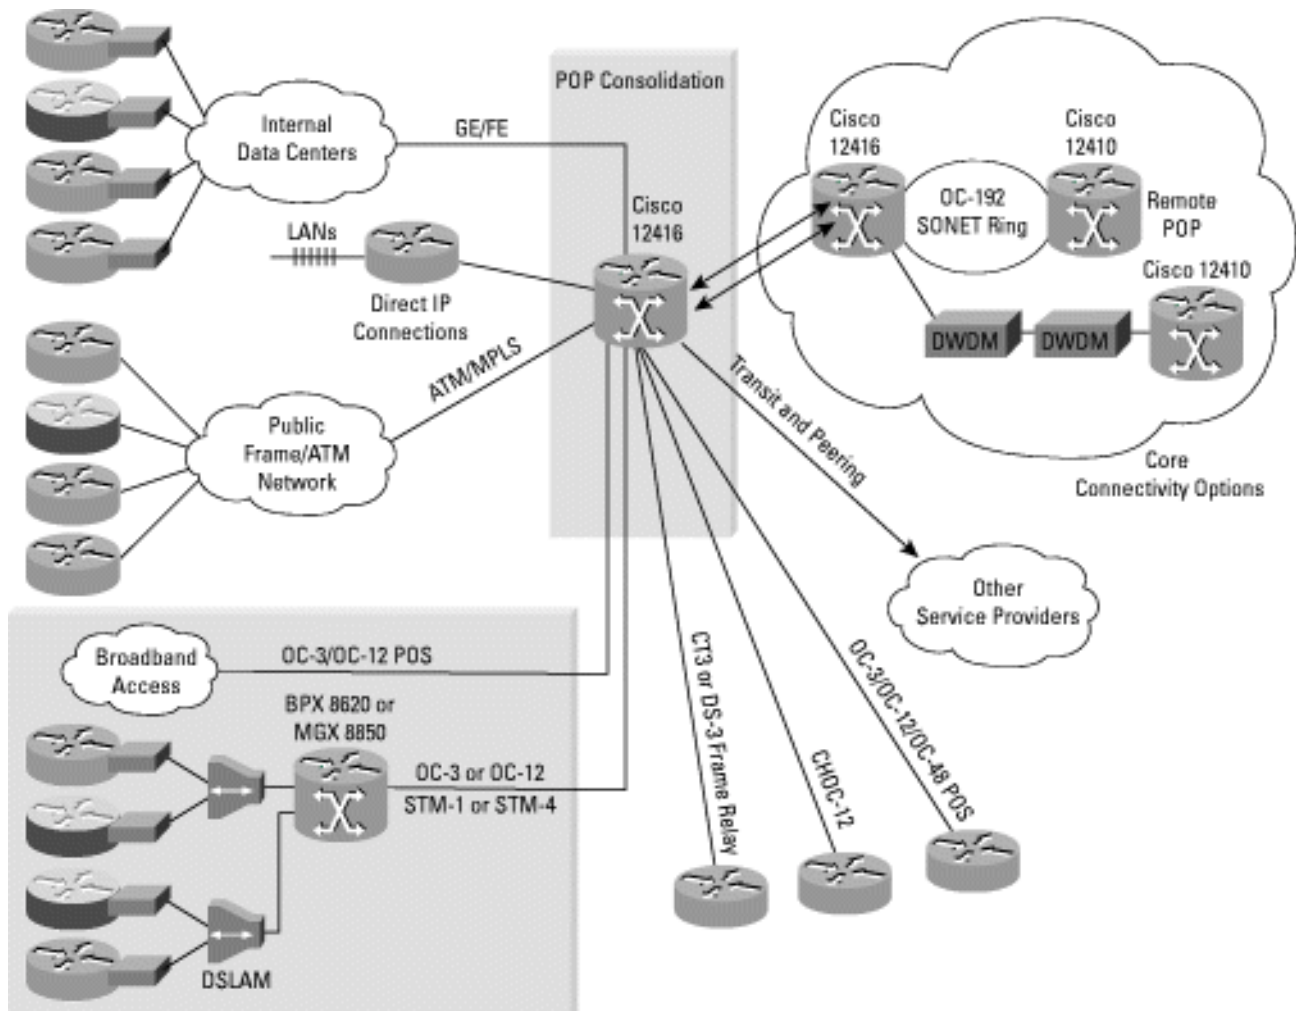 POP Consolidation
Internal
Data Centers
GE/FE
Cisco
12416
LANs
Direct IP
Connections
ATM/MPLS
Public
Frame/ATM
Network
Cisco
12416
Cisco
12410
OC-192
SONET Ring
Remote
POP
Cisco 12410
DWDM
DWDM
Core
Connectivity Options
Transit and Peering
Other
Service Providers
Broadband
Access
OC-3/OC-12 POS
BPX 8620 or
MGX 8850
OC-3 or OC-12
STM-1 or STM-4
DSLAM
CT3 or DS-3 Frame Relay
CHOC-12
OC-3/OC-12/OC-48 POS